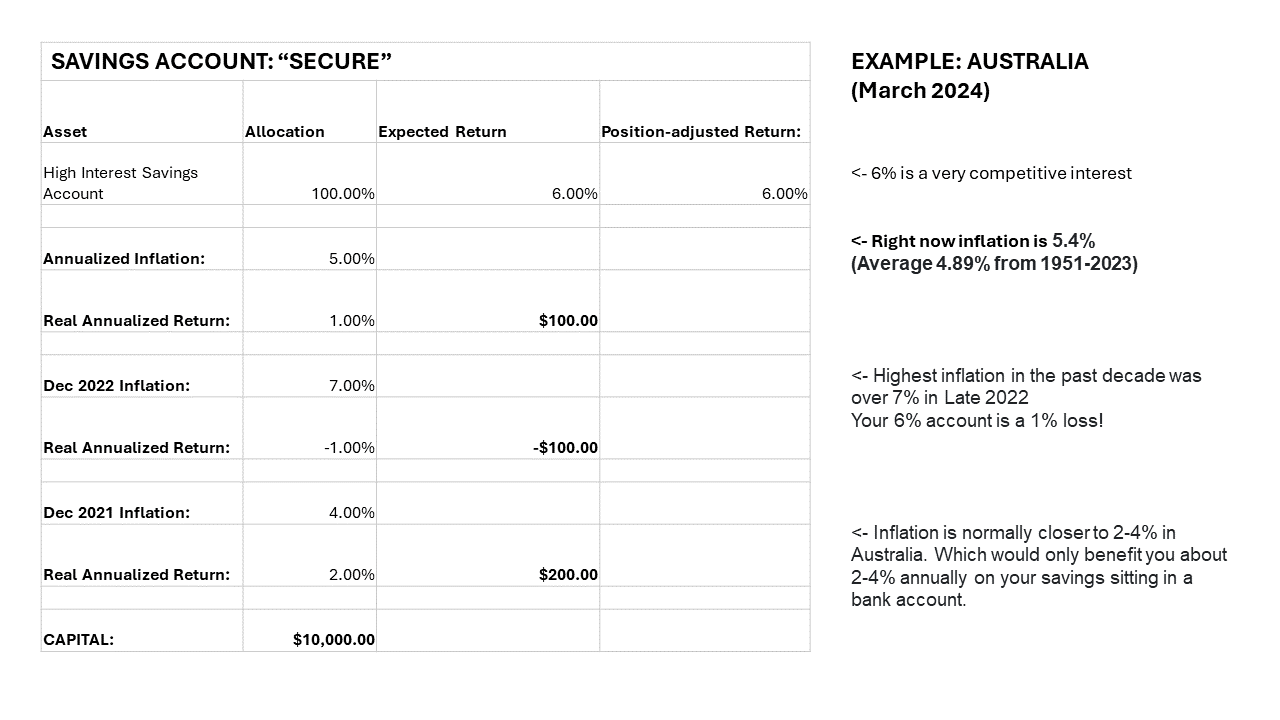 SAVINGS ACCOUNT: “SECURE”
EXAMPLE: AUSTRALIA
(March 2024)
Asset Allocation Expected Return Position-adjusted Return:
High Interest Savings
Account 100.00% 6.00% 6.00%
<- 6% is a very competitive interest
Annualized Inflation: 5.00%
<- Right now inflation is 5.4%
(Average 4.89% from 1951-2023)
Real Annualized Return: 1.00% $100.00
Dec 2022 Inflation: 7.00%
<- Highest inflation in the past decade was
over 7% in Late 2022
Your 6% account is a 1% loss!
Real Annualized Return: -1.00% -$100.00
Dec 2021 Inflation: 4.00%
<- Inflation is normally closer to 2-4% in
Australia. Which would only benefit you about
2-4% annually on your savings sitting in a
bank account.
Real Annualized Return: 2.00% $200.00
CAPITAL: $10,000.00